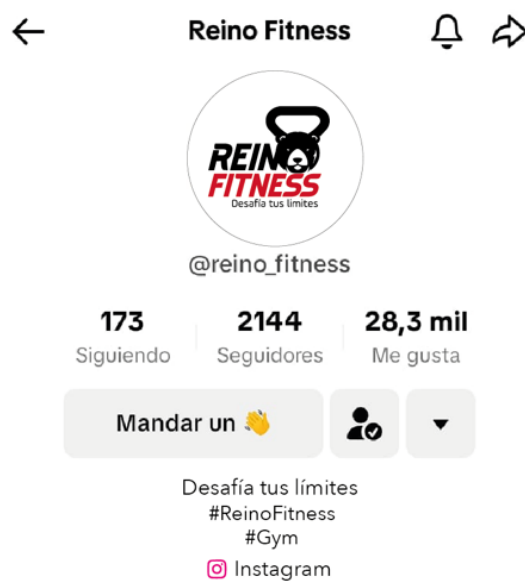 Reino Fitness
REINO
FITNESS
Desafía tus límites
@reino_fitness
173 2144 28,3 mil
Siguiendo Seguidores Me gusta
Mandar un 👋
Desafía tus límites
#ReinoFitness
#Gym
Instagram